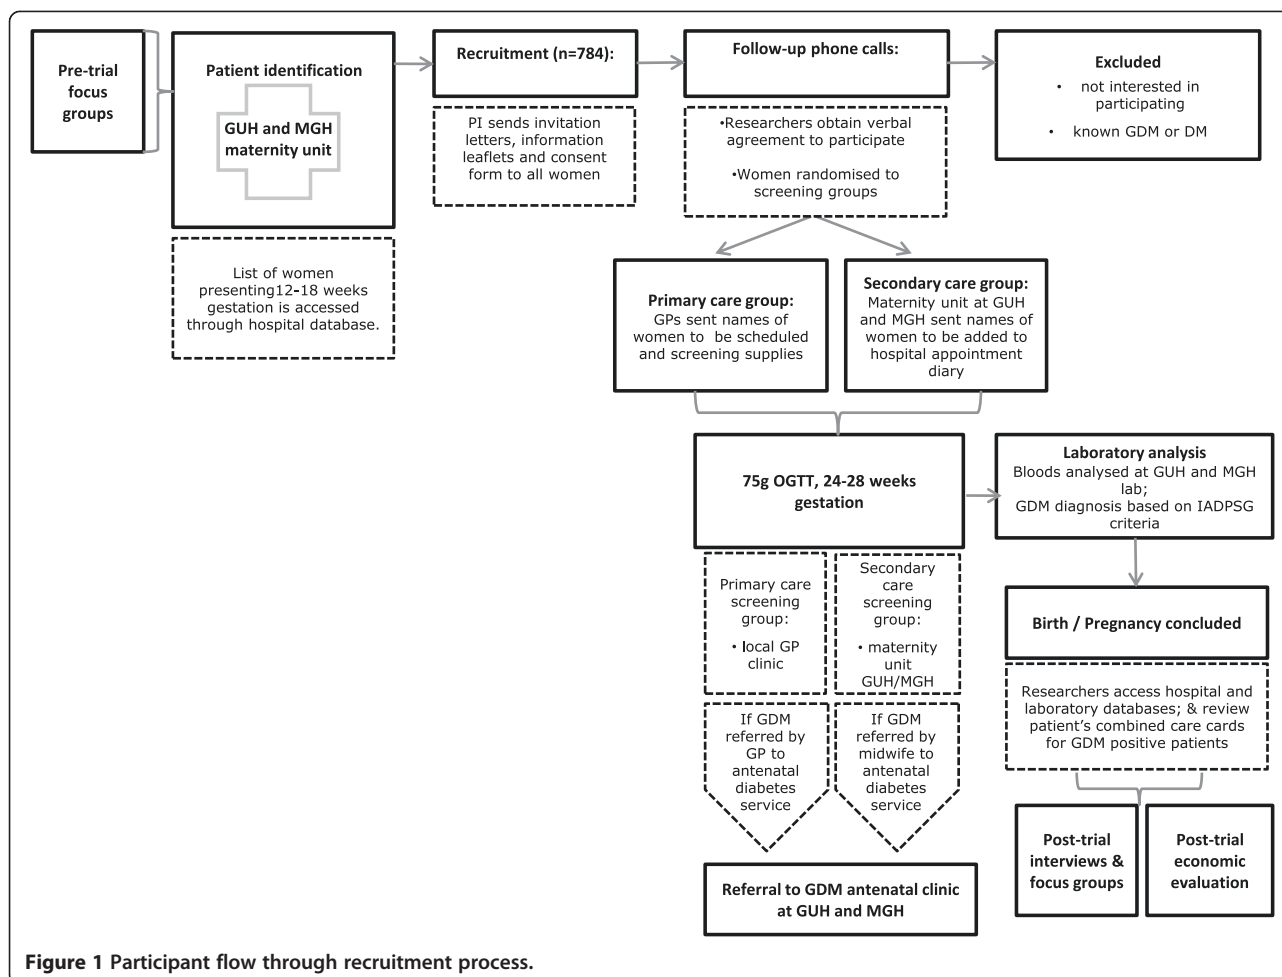 Pre-trial
focus
groups
Patient identification
GUH and MGH
maternity unit
List of women
presenting12-18 weeks
gestation is accessed
through hospital database.
Recruitment (n=784):
PI sends invitation
letters, information
leaflets and consent
form to all women
Follow-up phone calls:
•Researchers obtain verbal
agreement to participate
•Women randomised to
screening groups
Excluded
• not interested in
participating
• known GDM or DM
Primary care group:
GPs sent names of
women to be scheduled
and screening supplies
Secondary care group:
Maternity unit at GUH
and MGH sent names of
women to be added to
hospital appointment
diary
75g OGTT, 24-28 weeks
gestation
Laboratory analysis
Bloods analysed at GUH and MGH
lab;
GDM diagnosis based on IADPSG
criteria
Primary care
screening
group:
• local GP
clinic
Secondary
care
screening
group:
• maternity
unit
GUH/MGH
If GDM
referred by
GP to
antenatal
diabetes
service
If GDM
referred by
midwife to
antenatal
diabetes
service
Referral to GDM antenatal clinic
at GUH and MGH
Birth / Pregnancy concluded
Researchers access hospital and
laboratory databases; & review
patient's combined care cards
for GDM positive patients
Post-trial
interviews &
focus groups
Post-trial
economic
evaluation
Figure 1 Participant flow through recruitment process.